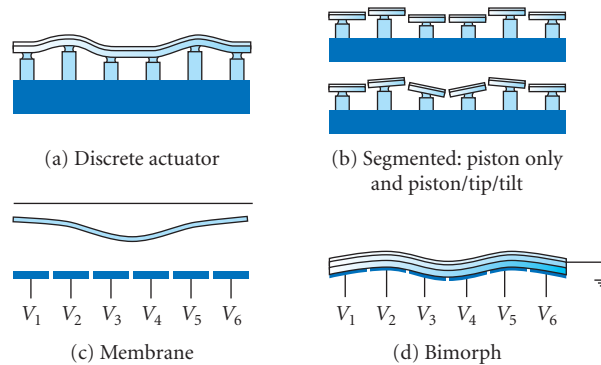 (a) Discrete actuator
(b) Segmented: piston only
and piston/tip/tilt
V1 V2 V3 V4 V5 V6
(c) Membrane
V1 V2 V3 V4 V5 V6
(d) Bimorph